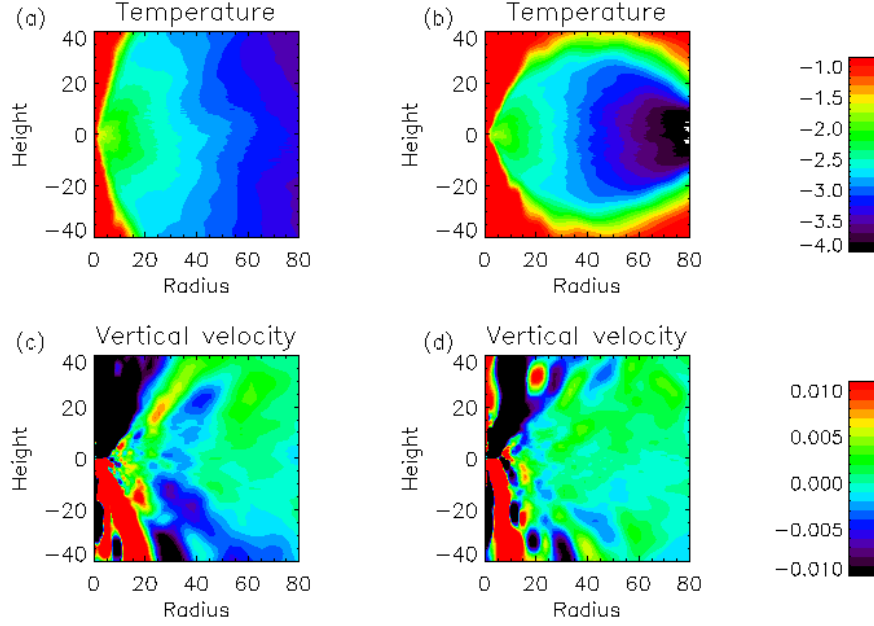 (a) Temperature
40
20
0
−20
−40
Height
0 20 40 60 80
Radius
(b) Temperature
40
20
0
−20
−40
Height
0 20 40 60 80
Radius
−1.0
−1.5
−2.0
−2.5
−3.0
−3.5
−4.0
(c) Vertical velocity
40
20
0
−20
−40
Height
0 20 40 60 80
Radius
(d) Vertical velocity
40
20
0
−20
−40
Height
0 20 40 60 80
Radius
0.010
0.005
0.000
−0.005
−0.010